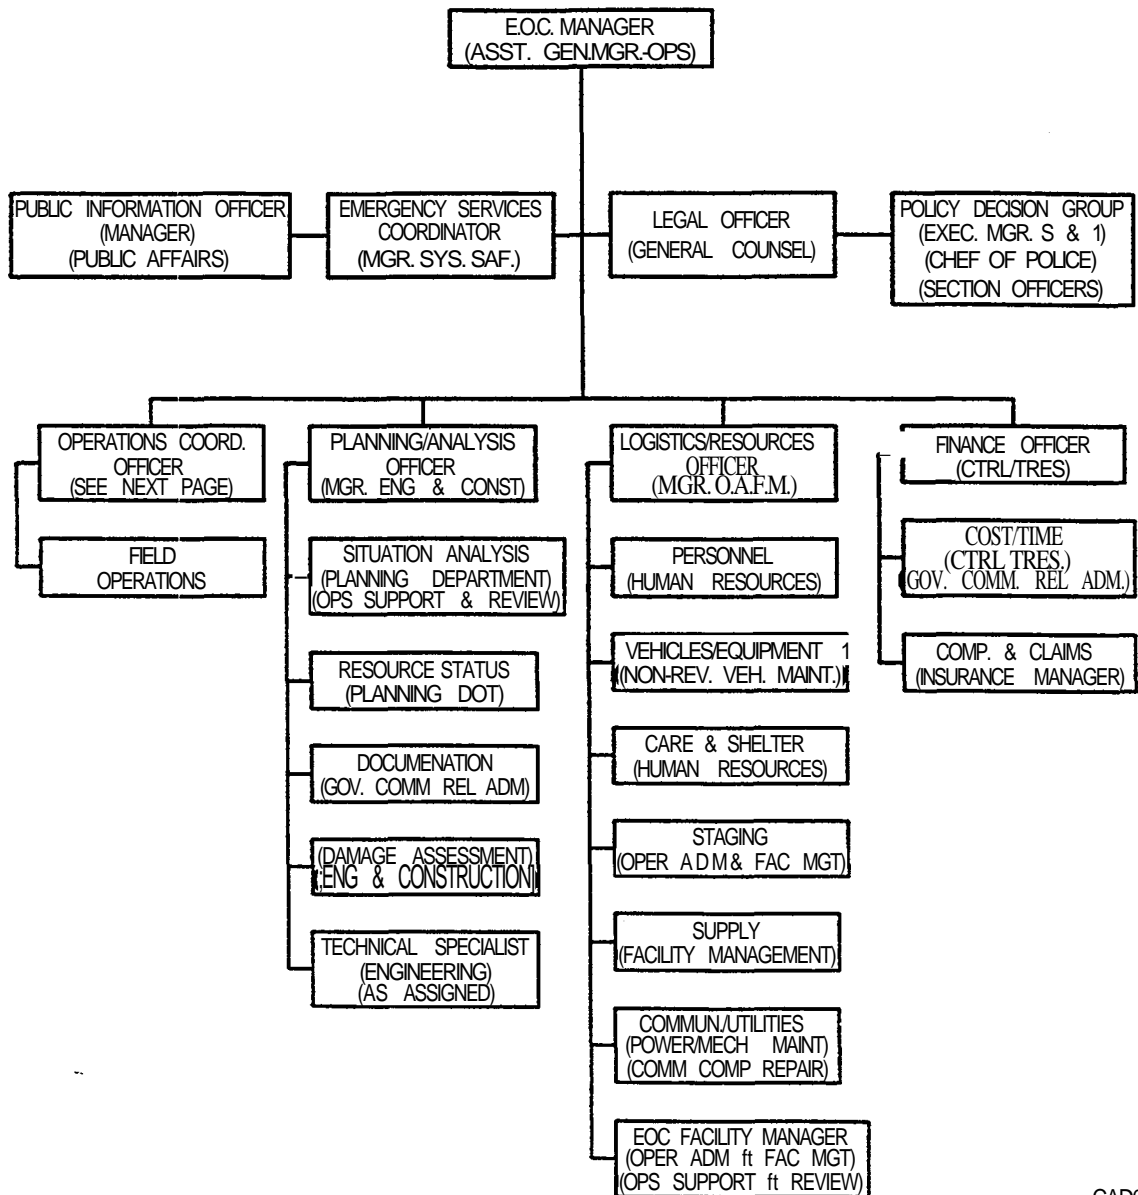 E.O.C. MANAGER
(ASST. GEN.MGR.-OPS)
PUBLIC INFORMATION OFFICER
(MANAGER)
(PUBLIC AFFAIRS)
EMERGENCY SERVICES
COORDINATOR
(MGR. SYS. SAF.)
LEGAL OFFICER
(GENERAL COUNSEL)
POLICY DECISION GROUP
(EXEC. MGR. S & 1)
(CHEF OF POLICE)
(SECTION OFFICERS)
OPERATIONS COORD.
OFFICER
(SEE NEXT PAGE)
FIELD
OPERATIONS
PLANNING/ANALYSIS
OFFICER
(MGR. ENG & CONST)
SITUATION ANALYSIS
(PLANNING DEPARTMENT)
(OPS SUPPORT & REVIEW)
RESOURCE STATUS
(PLANNING DOT)
DOCUMENATION
(GOV. COMM REL ADM)
(DAMAGE ASSESSMENT)
(ENG & CONSTRUCTION)
TECHNICAL SPECIALIST
(ENGINEERING)
(AS ASSIGNED)
LOGISTICS/RESOURCES
OFFICER
(MGR. O.A.F.M.)
PERSONNEL
(HUMAN RESOURCES)
VEHICLES/EQUIPMENT 1
((NON-REV. VEH. MAINT.))
CARE & SHELTER
(HUMAN RESOURCES)
STAGING
(OPER ADM & FAC MGT)
SUPPLY
(FACILITY MANAGEMENT)
COMMUN./UTILITIES
(POWER/MECH MAINT)
(COMM COMP REPAIR)
EOC FACILITY MANAGER
(OPER ADM ft FAC MGT)
(OPS SUPPORT ft REVIEW)
FINANCE OFFICER
(CTRL/TRES)
COST/TIME
(CTRL TRES.)
(GOV. COMM. REL ADM.)
COMP. & CLAIMS
(INSURANCE MANAGER)